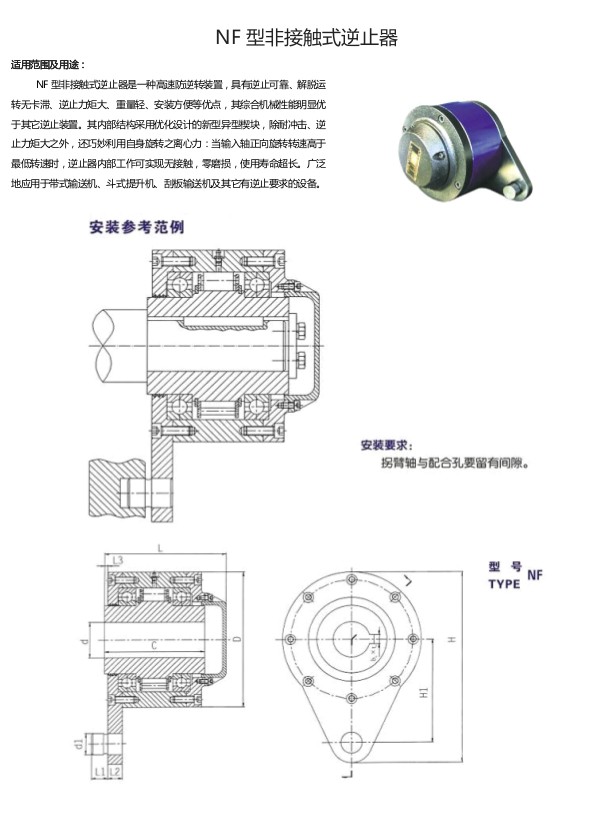 NF 型非接触式逆止器
适用范围及用途：
NF 型非接触式逆止器是一种高速防逆转装置，具有逆止可靠、解脱运
转无卡滞、逆止力矩大、重量轻、安装方便等优点，其综合机械性能明显优
于其它逆止装置。其内部结构采用优化设计的新型异型楔块，除耐冲击、逆
止力矩大之外，还巧妙利用自身旋转之离心力：当输入轴正向旋转转速高于
最低转速时，逆止器内部工作可实现无接触，零磨损，使用寿命超长。广泛
地应用于带式输送机、斗式提升机、刮板输送机及其它有逆止要求的设备。
安装参考范例
安装要求：
拐臂轴与配合孔要留有间隙。
型 号
TYPE NF
L
L3
d
C
D
d1
L1 L2
b×t
H1
H